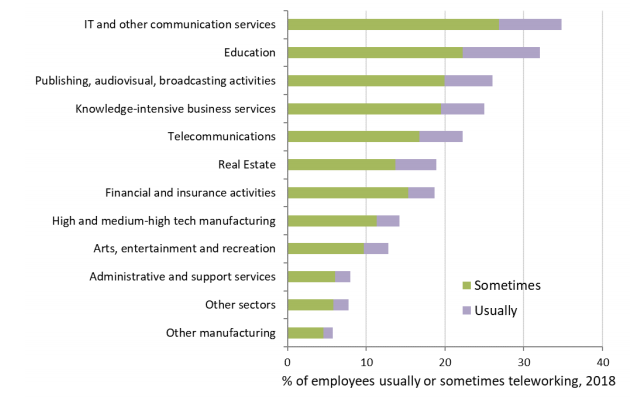 IT and other communication services
Education
Publishing, audiovisual, broadcasting activities
Knowledge-intensive business services
Telecommunications
Real Estate
Financial and insurance activities
High and medium-high tech manufacturing
Arts, entertainment and recreation
Administrative and support services
Other sectors
Other manufacturing
Sometimes
Usually
0 10 20 30 40
% of employees usually or sometimes teleworking, 2018